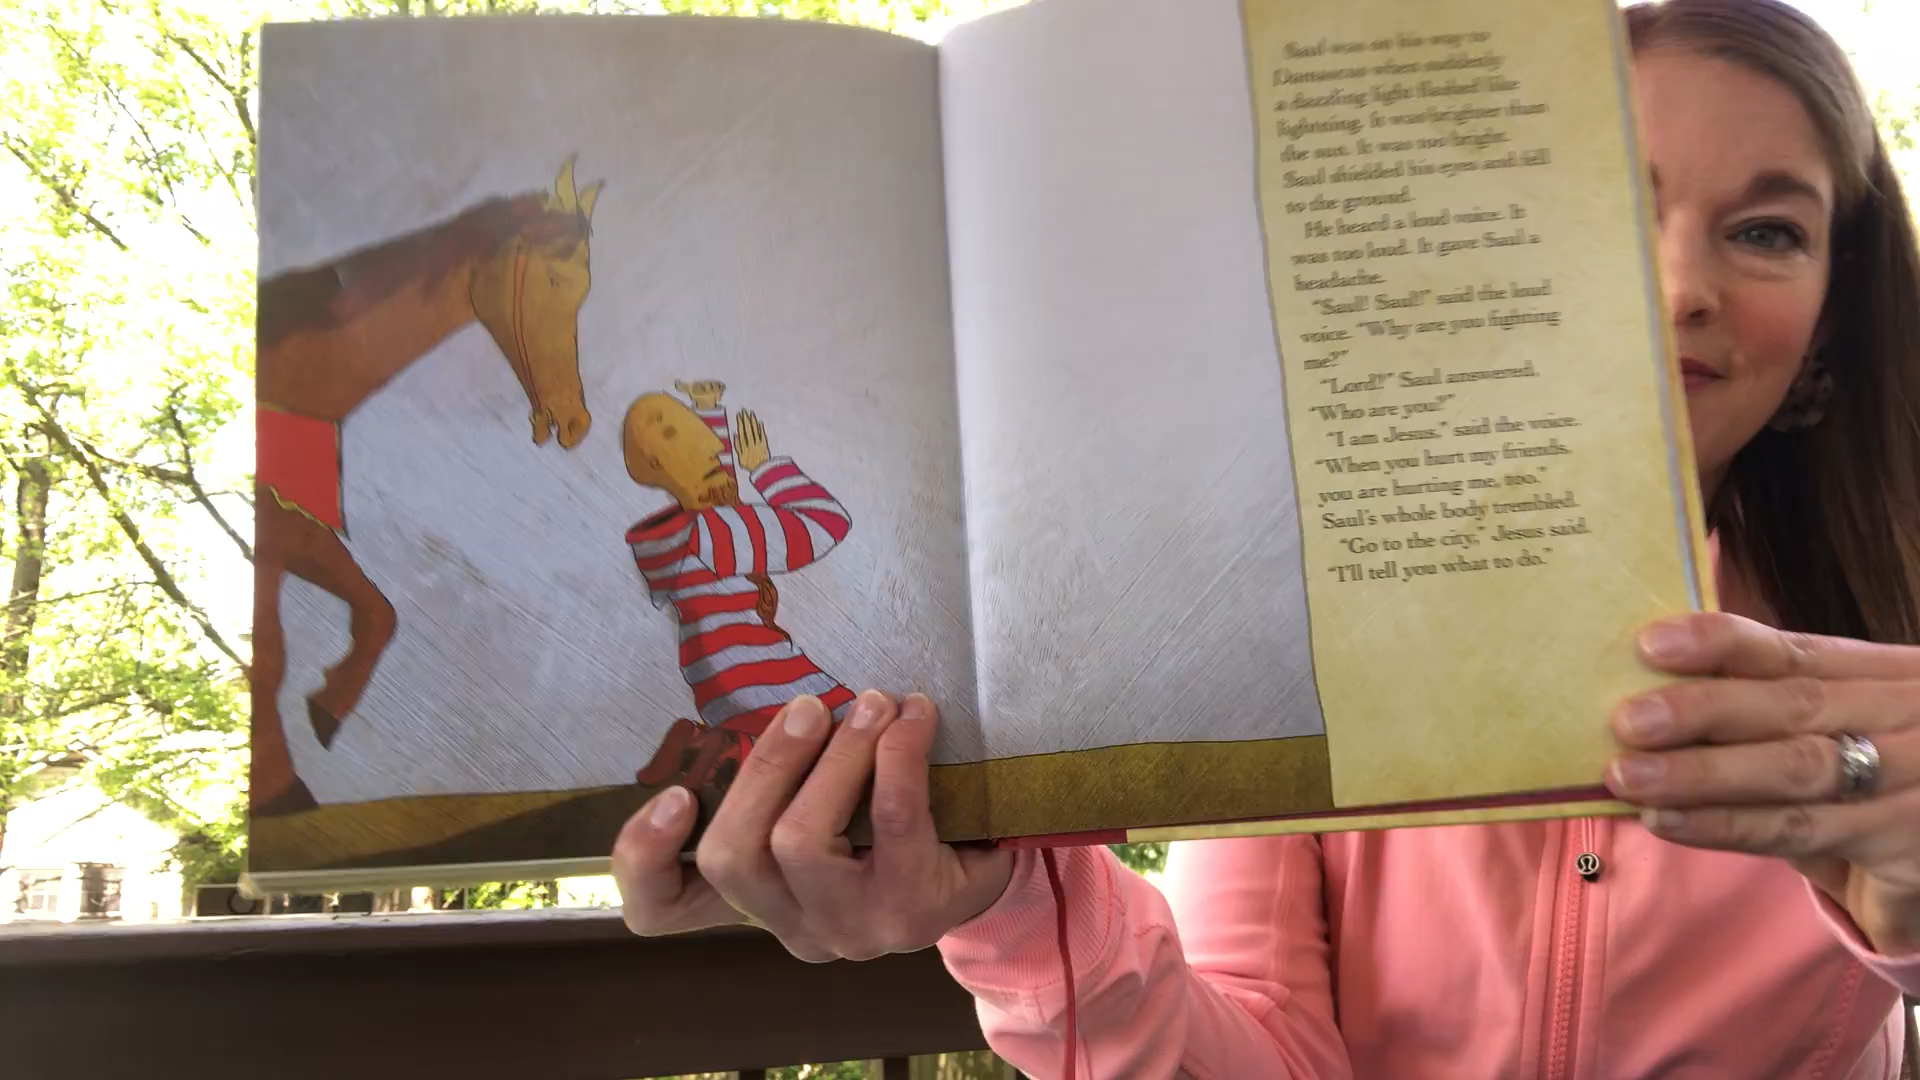 Saul was on his way to
Damascus when suddenly
a dazzling light flashed like
lightning. It was brighter than
the sun. It was too bright.
Saul shielded his eyes and fell
to the ground.
He heard a loud voice. It
was too loud. It gave Saul a
headache.
"Saul! Saul!" said the loud
voice. "Why are you fighting
me?"
"Lord?" Saul answered.
"Who are you?"
"I am Jesus," said the voice.
"When you hurt my friends,
you are hurting me, too."
Saul's whole body trembled.
"Go to the city," Jesus said.
"I'll tell you what to do."